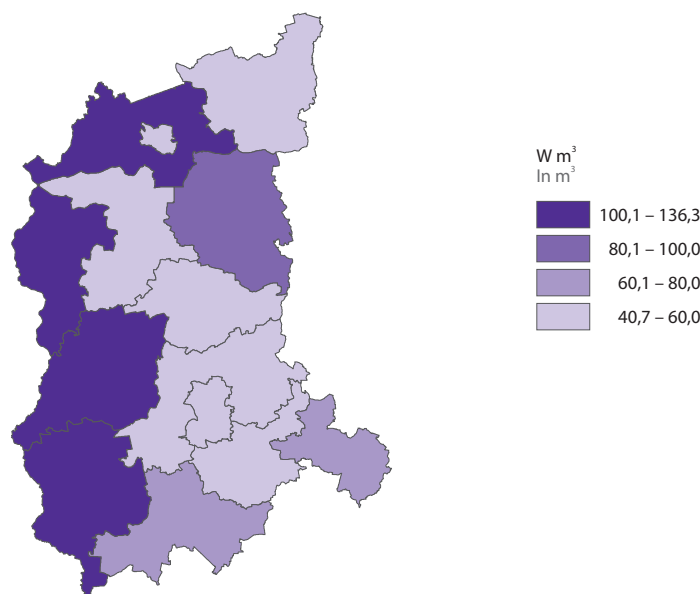 W m³
In m³
100,1 – 136,3
80,1 – 100,0
60,1 – 80,0
40,7 – 60,0